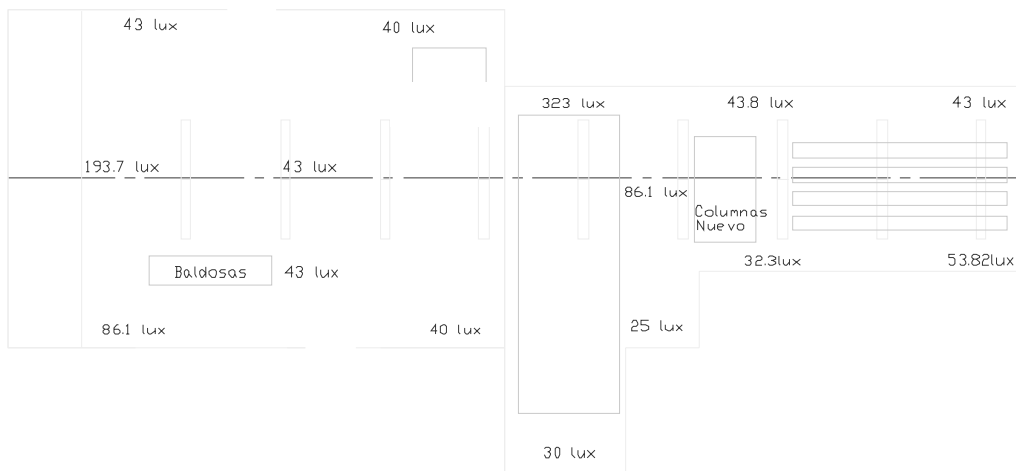 43 lux
40 lux
323 lux
43.8 lux
43 lux
193.7 lux
43 lux
86.1 lux
Columnas
Nuevo
Baldosas
43 lux
32.3lux
53.82lux
86.1 lux
40 lux
25 lux
30 lux